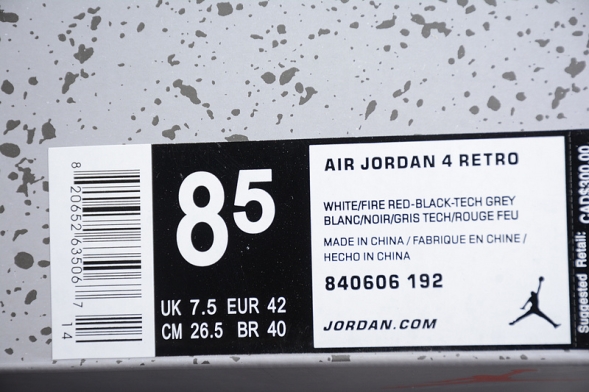 8 20652 63506 7
14
8.5
UK 7.5 EUR 42
CM 26.5 BR 40
AIR JORDAN 4 RETRO
WHITE/FIRE RED-BLACK-TECH GREY
BLANC/NOIR/GRIS TECH/ROUGE FEU
MADE IN CHINA / FABRIQUE EN CHINE /
HECHO IN CHINA
840606 192
JORDAN.COM
Suggested Retail: CAD$300.00